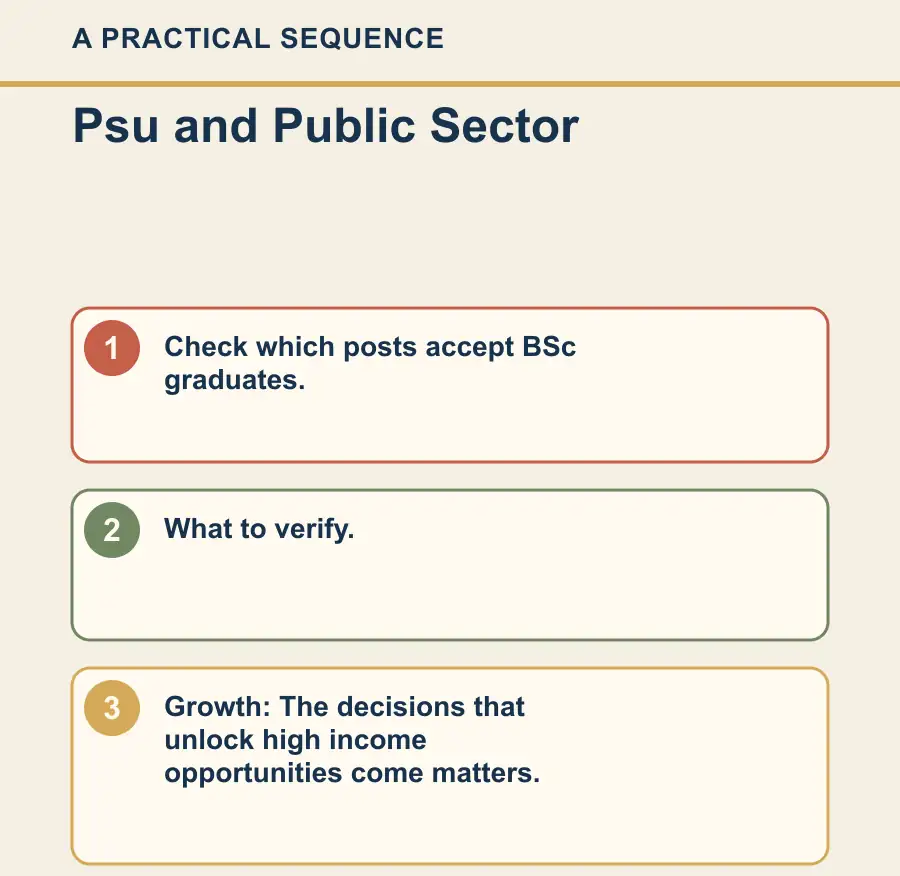 A PRACTICAL SEQUENCE
Psu and Public Sector
1
Check which posts accept BSc
graduates.
2
What to verify.
3
Growth: The decisions that
unlock high income
opportunities come matters.